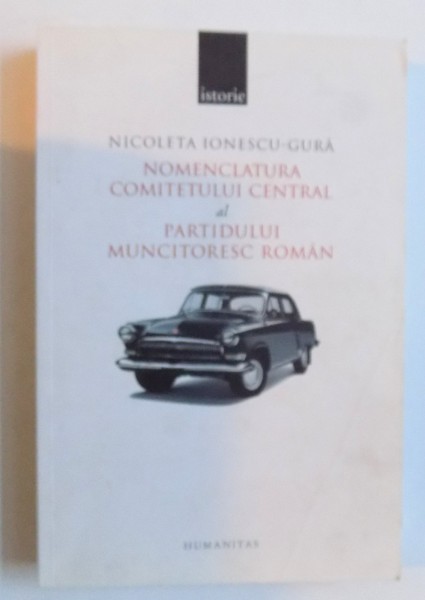 istorie
NICOLETA IONESCU-GURĂ
NOMENCLATURA
COMITETULUI CENTRAL
al
PARTIDULUI
MUNCITORESC ROMÂN
HUMANITAS